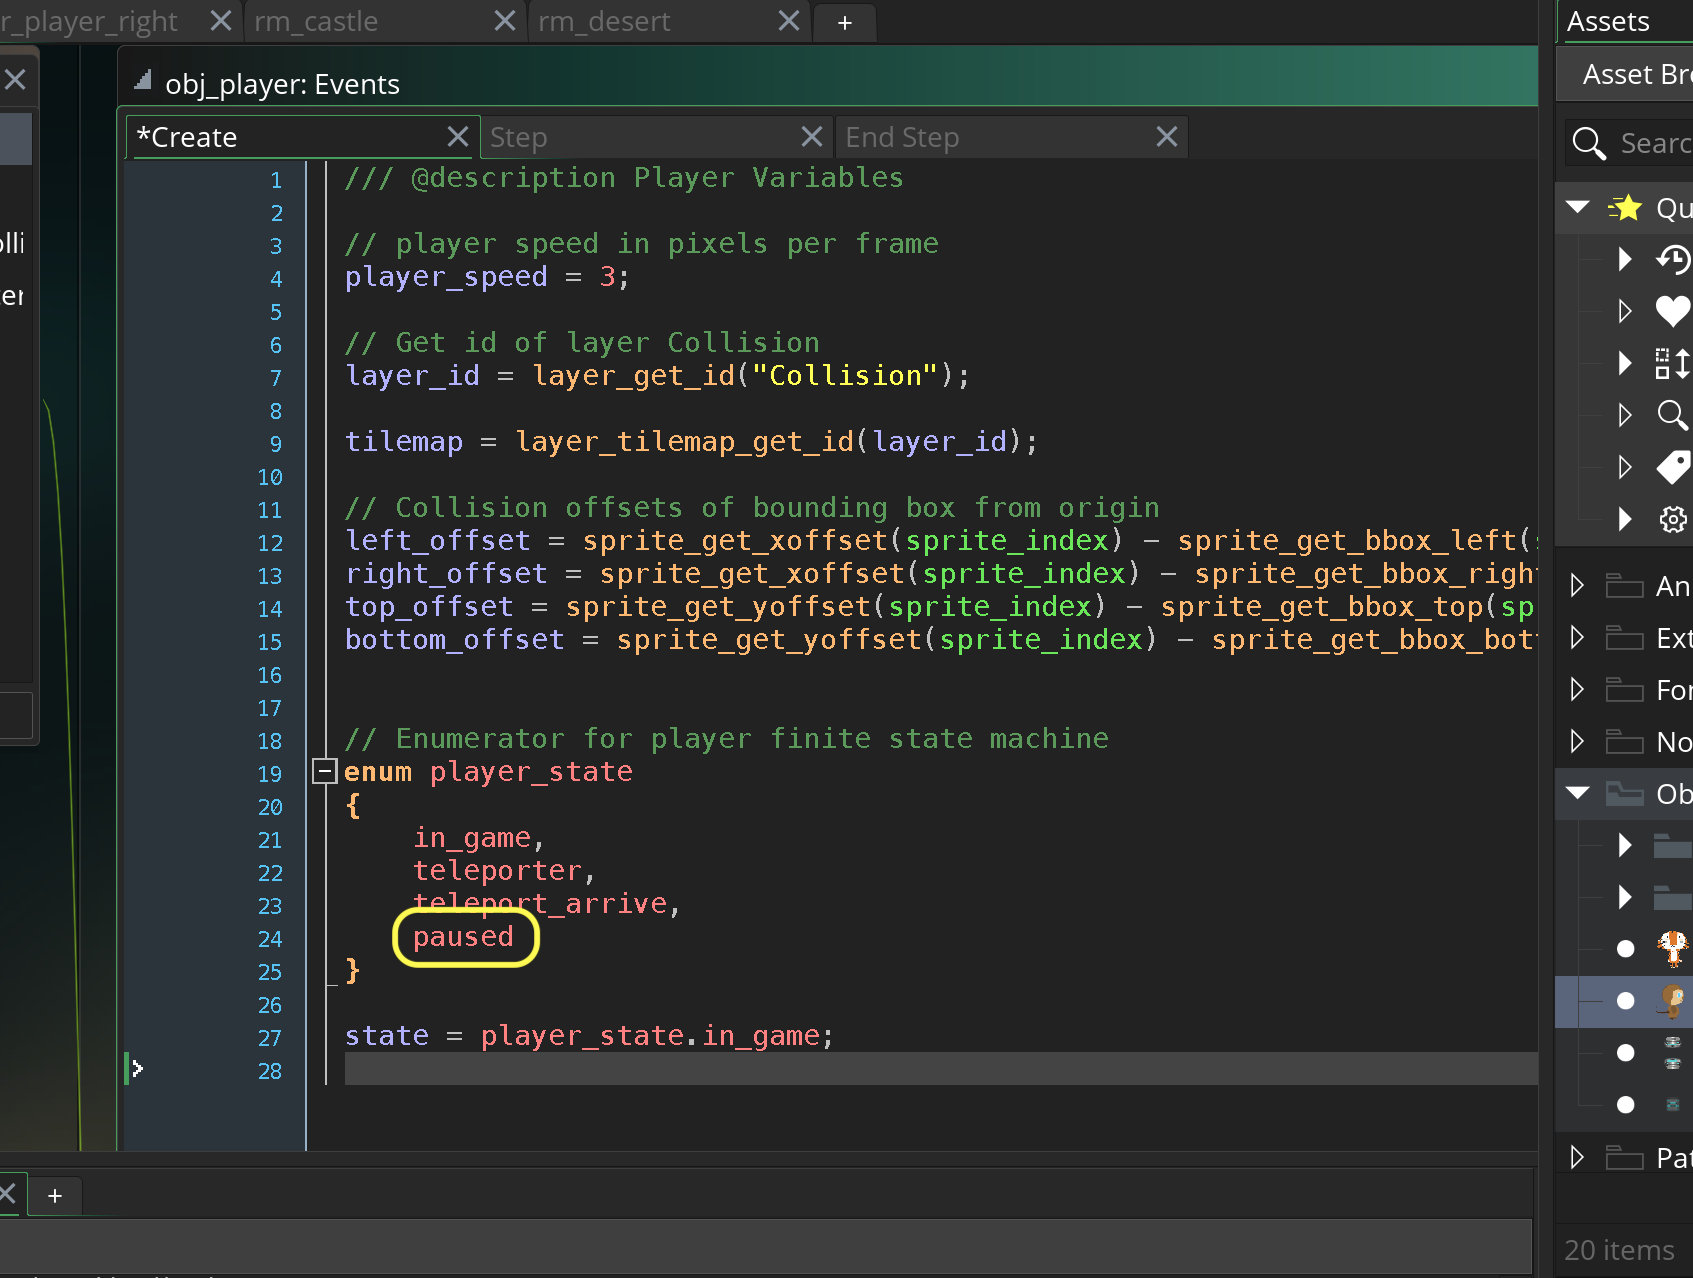 r_player_right
rm_castle
rm_desert
+
Assets
obj_player: Events
Asset Bro
*Create
Step
End Step
Searc
1 /// @description Player Variables
2
3 // player speed in pixels per frame
4 player_speed = 3;
5
6 // Get id of layer Collision
7 layer_id = layer_get_id("Collision");
8
9 tilemap = layer_tilemap_get_id(layer_id);
10
11 // Collision offsets of bounding box from origin
12 left_offset = sprite_get_xoffset(sprite_index) - sprite_get_bbox_left(
13 right_offset = sprite_get_xoffset(sprite_index) - sprite_get_bbox_righ
14 top_offset = sprite_get_yoffset(sprite_index) - sprite_get_bbox_top(sp
15 bottom_offset = sprite_get_yoffset(sprite_index) - sprite_get_bbox_bot
16
17
18 // Enumerator for player finite state machine
19 enum player_state
20 {
21 in_game,
22 teleporter,
23 teleport_arrive,
24 paused
25 }
26
27 state = player_state.in_game;
28
olli
ter
Qu
An
Ext
For
No
Ob
Pat
+
20 items